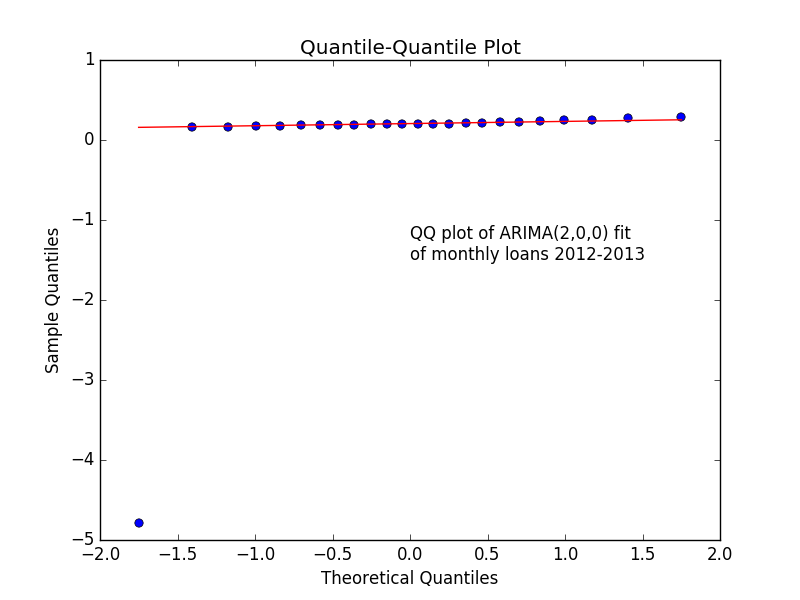 Quantile-Quantile Plot
1
0
−1
−2
−3
−4
−5
Sample Quantiles
QQ plot of ARIMA(2,0,0) fit
of monthly loans 2012-2013
−2.0 −1.5 −1.0 −0.5 0.0 0.5 1.0 1.5 2.0
Theoretical Quantiles